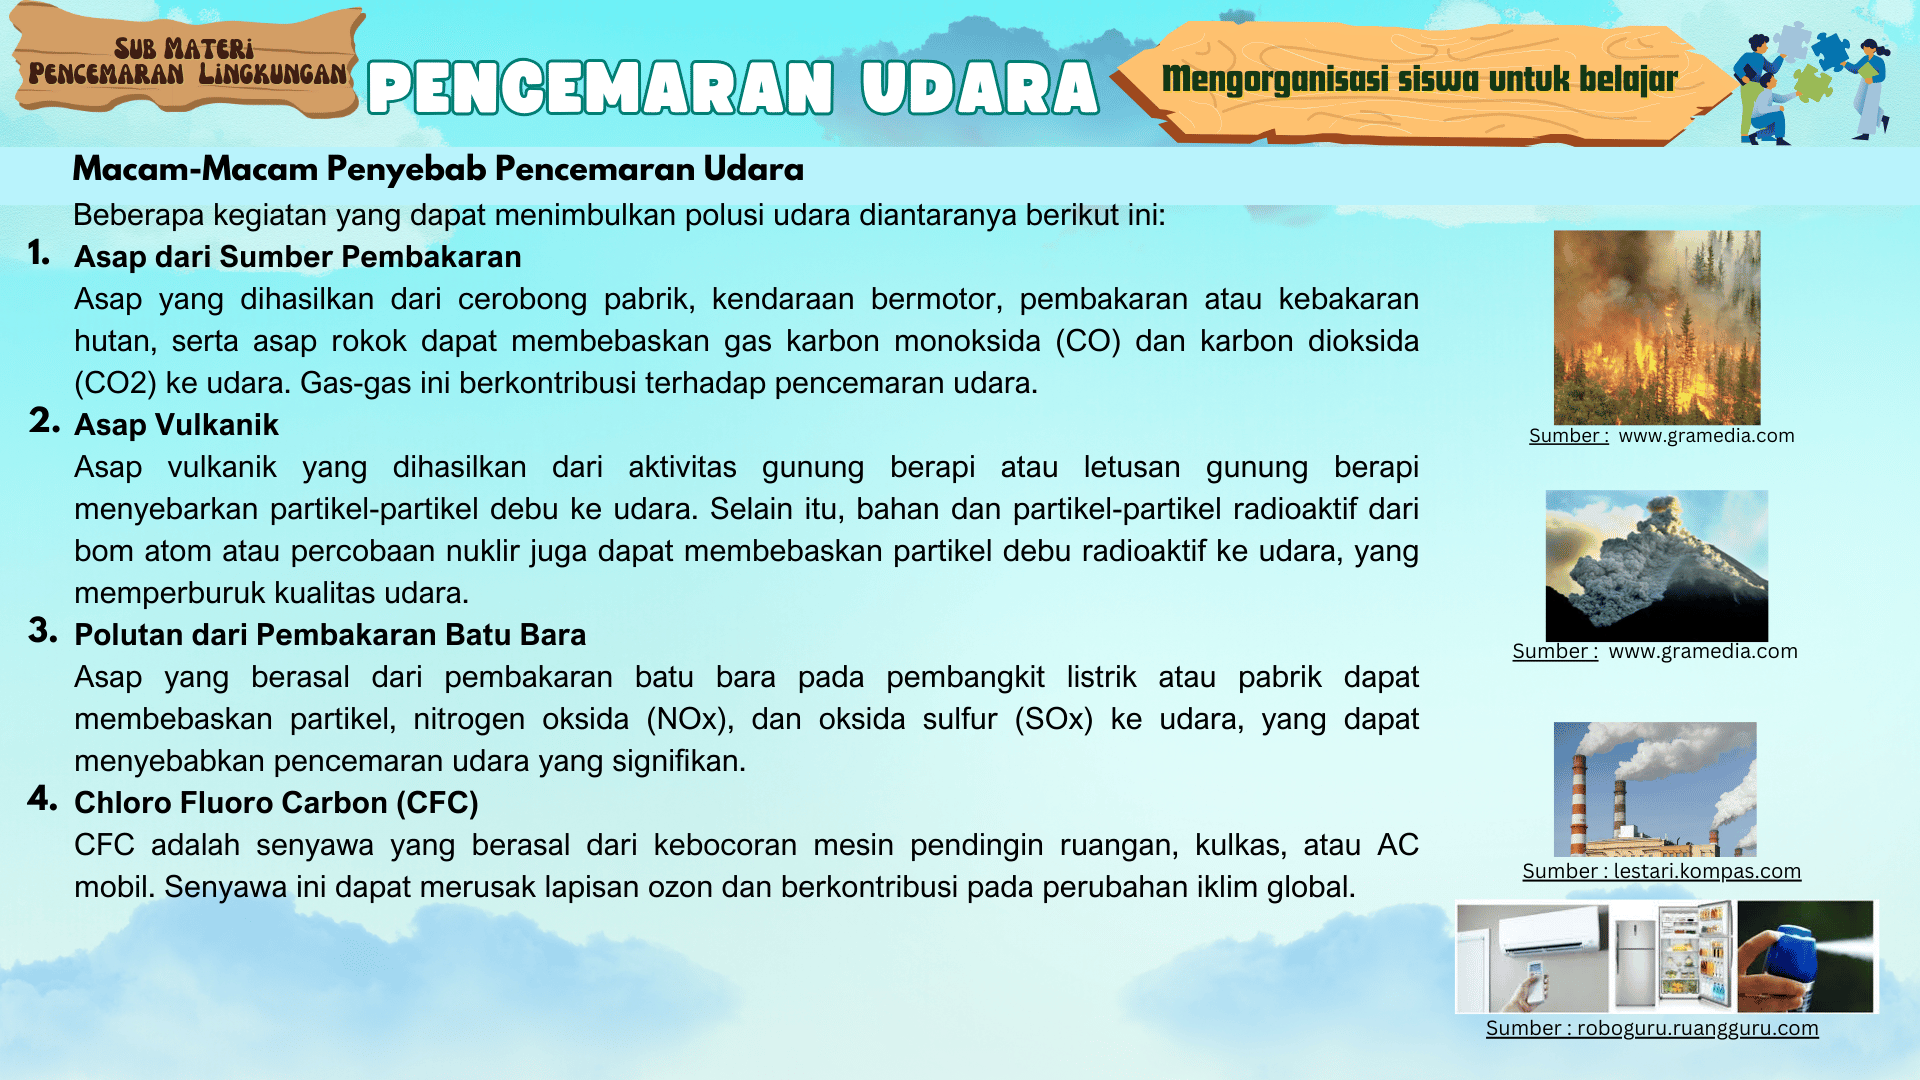 Sub Materi
Pencemaran Lingkungan
PENCEMARAN UDARA
Mengorganisasi siswa untuk belajar
Macam-Macam Penyebab Pencemaran Udara
Beberapa kegiatan yang dapat menimbulkan polusi udara diantaranya berikut ini:
1. Asap dari Sumber Pembakaran
Asap yang dihasilkan dari cerobong pabrik, kendaraan bermotor, pembakaran atau kebakaran
hutan, serta asap rokok dapat membebaskan gas karbon monoksida (CO) dan karbon dioksida
(CO2) ke udara. Gas-gas ini berkontribusi terhadap pencemaran udara.
2. Asap Vulkanik
Asap vulkanik yang dihasilkan dari aktivitas gunung berapi atau letusan gunung berapi
menyebarkan partikel-partikel debu ke udara. Selain itu, bahan dan partikel-partikel radioaktif dari
bom atom atau percobaan nuklir juga dapat membebaskan partikel debu radioaktif ke udara, yang
memperburuk kualitas udara.
3. Polutan dari Pembakaran Batu Bara
Asap yang berasal dari pembakaran batu bara pada pembangkit listrik atau pabrik dapat
membebaskan partikel, nitrogen oksida (NOx), dan oksida sulfur (SOx) ke udara, yang dapat
menyebabkan pencemaran udara yang signifikan.
4. Chloro Fluoro Carbon (CFC)
CFC adalah senyawa yang berasal dari kebocoran mesin pendingin ruangan, kulkas, atau AC
mobil. Senyawa ini dapat merusak lapisan ozon dan berkontribusi pada perubahan iklim global.
Sumber : www.gramedia.com
Sumber : www.gramedia.com
Sumber : lestari.kompas.com
Sumber : roboguru.ruangguru.com